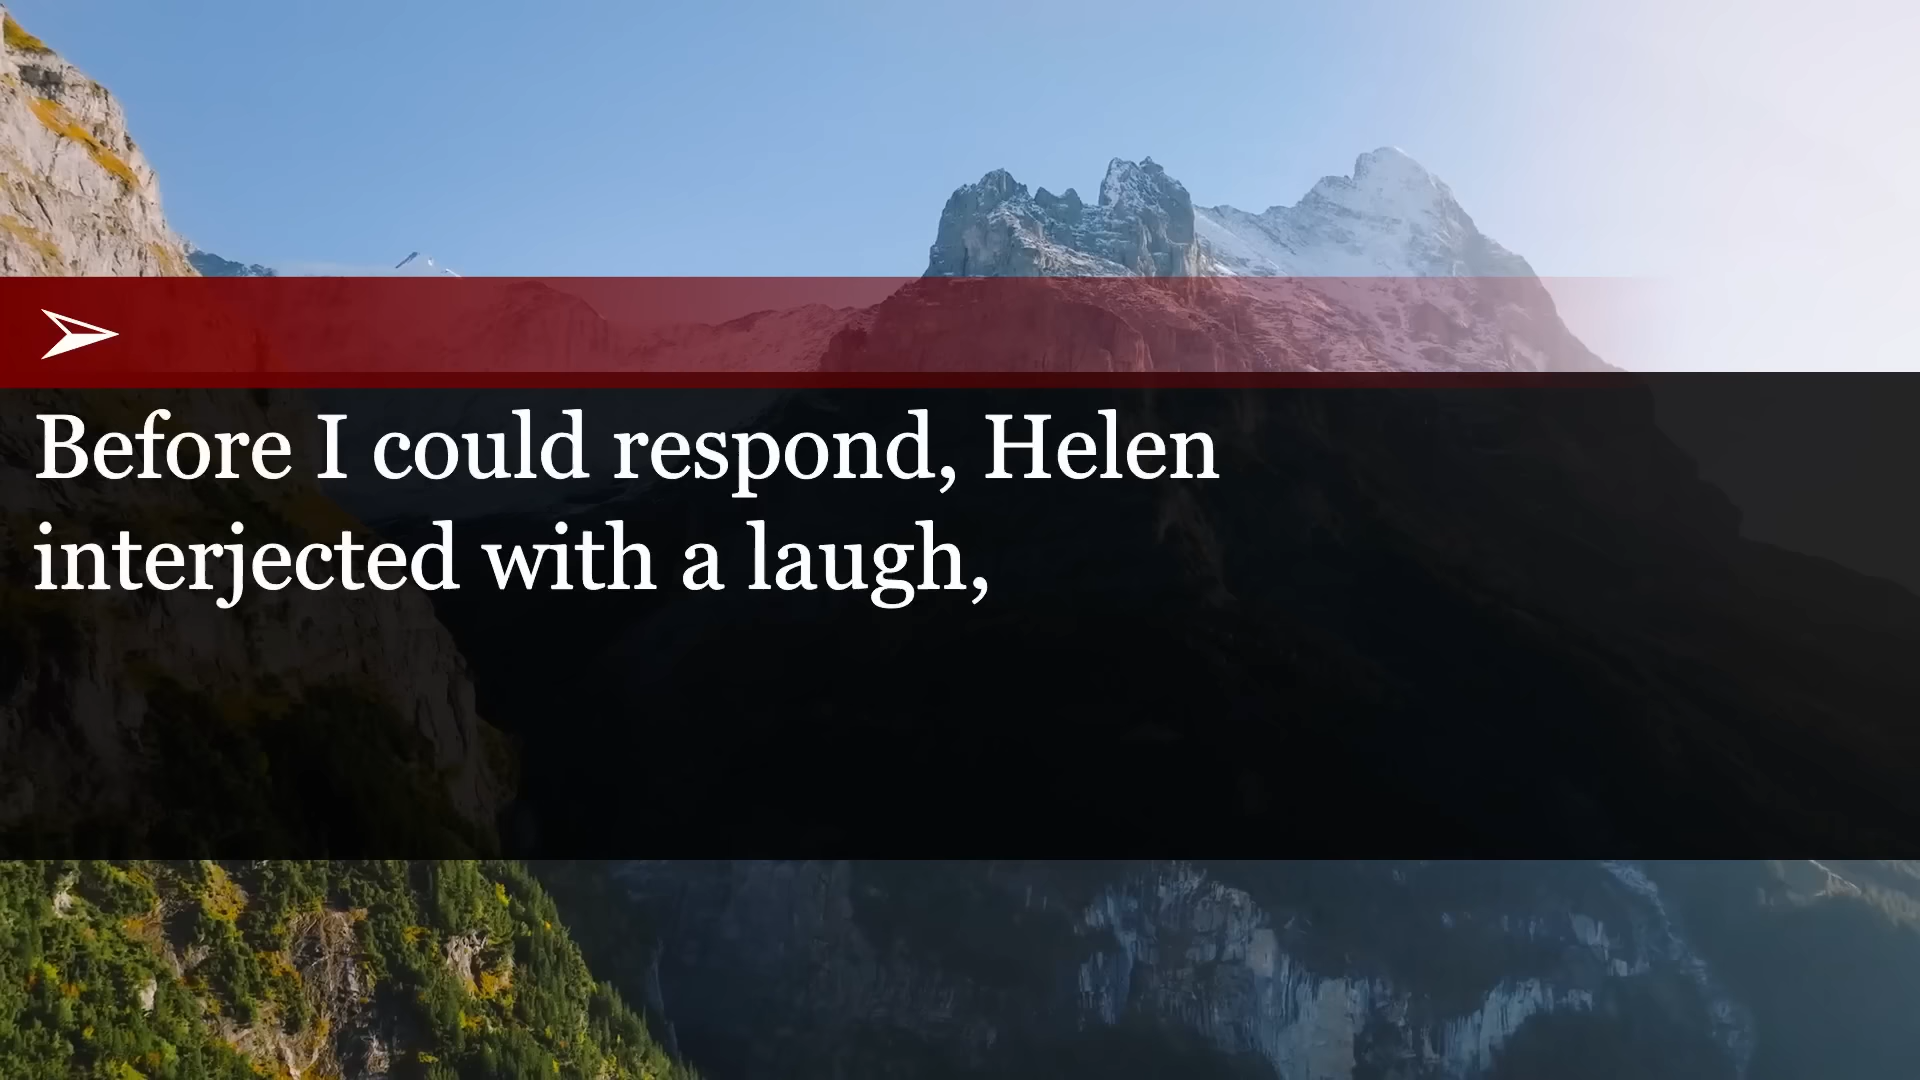 Before I could respond, Helen
interjected with a laugh,